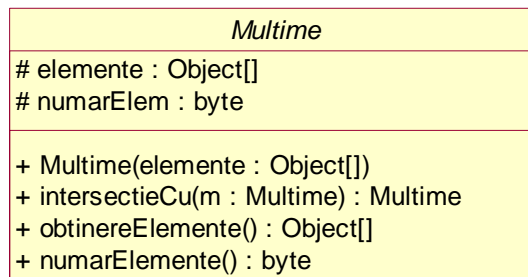 Multime
# elemente : Object[]
# numarElem : byte
+ Multime(elemente : Object[])
+ intersectieCu(m : Multime) : Multime
+ obtinereElemente() : Object[]
+ numarElemente() : byte